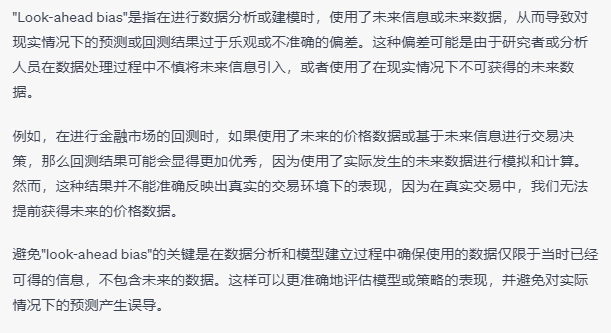 "Look-ahead bias"是指在进行数据分析或建模时，使用了未来信息或未来数据，从而导致对
现实情况下的预测或回测结果过于乐观或不准确的偏差。这种偏差可能是由于研究者或分析
人员在数据处理过程中不慎将未来信息引入，或者使用了在现实情况下不可获得的未来数
据。
例如，在进行金融市场的回测时，如果使用了未来的价格数据或基于未来信息进行交易决
策，那么回测结果可能会显得更加优秀，因为使用了实际发生的未来数据进行模拟和计算。
然而，这种结果并不能准确反映出真实的交易环境下的表现，因为在真实交易中，我们无法
提前获得未来的价格数据。
避免"look-ahead bias"的关键是在数据分析和模型建立过程中确保使用的数据仅限于当时已经
可得的信息，不包含未来的数据。这样可以更准确地评估模型或策略的表现，并避免对实际
情况下的预测产生误导。